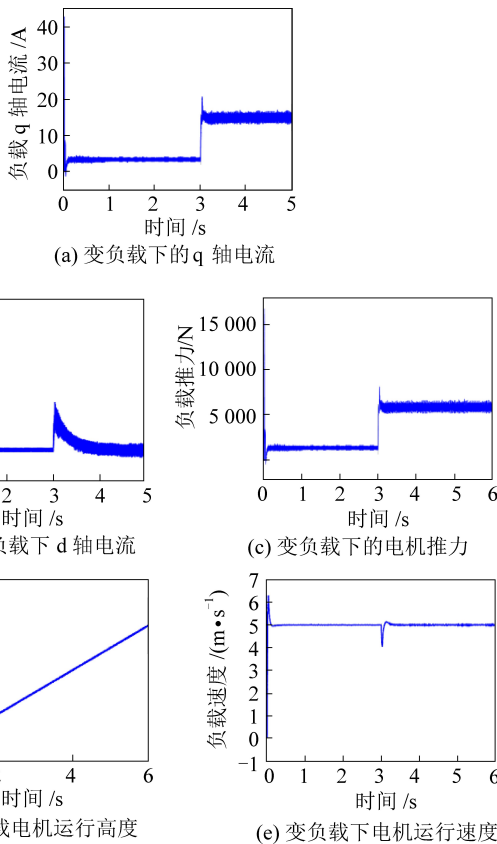 40
30
20
10
0
负载 q 轴电流 /A
0 1 2 3 4 5
时间 /s
(a) 变负载下的 q 轴电流
2 3 4 5
时间 /s
负载下 d 轴电流
15 000
10 000
5 000
负载推力/N
0 1 2 3 4 5 6
时间 /s
(c) 变负载下的电机推力
4 6
时间 /s
载电机运行高度
7
6
5
4
3
2
1
0
-1
负载速度 /(m•s⁻¹)
0 1 2 3 4 5 6
时间 /s
(e) 变负载下电机运行速度